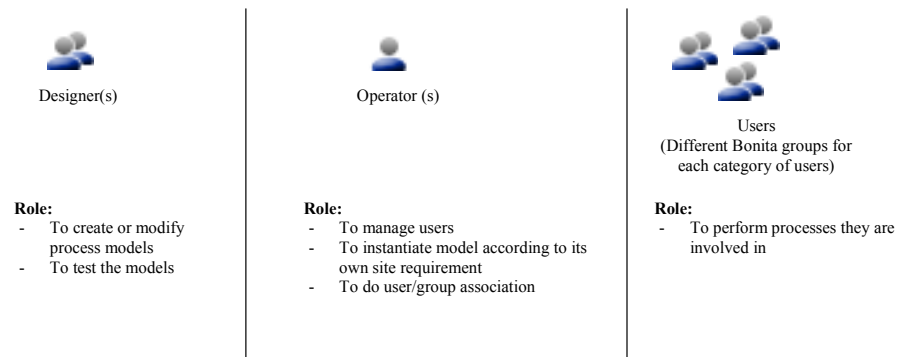 Designer(s)
Role:
- To create or modify
process models
- To test the models
Operator (s)
Role:
- To manage users
- To instantiate model according to its
own site requirement
- To do user/group association
Users
(Different Bonita groups for
each category of users)
Role:
- To perform processes they are
involved in